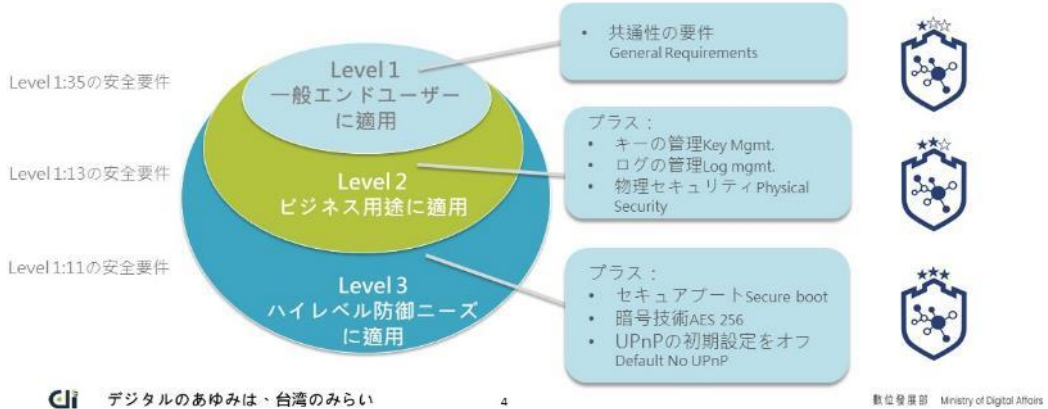 Level 1:35の安全要件
Level 1
一般エンドユーザー
に適用
• 共通性の要件
General Requirements
Level 1:13の安全要件
Level 2
ビジネス用途に適用
プラス：
• キーの管理Key Mgmt.
• ログの管理Log mgmt.
• 物理セキュリティPhysical
Security
Level 1:11の安全要件
Level 3
ハイレベル防御ニーズ
に適用
プラス：
• セキュアブートSecure boot
• 暗号技術AES 256
• UPnPの初期設定をオフ
Default No UPnP
デジタルのあゆみは、台湾のみらい
4
數位發展部 Ministry of Digital Affairs